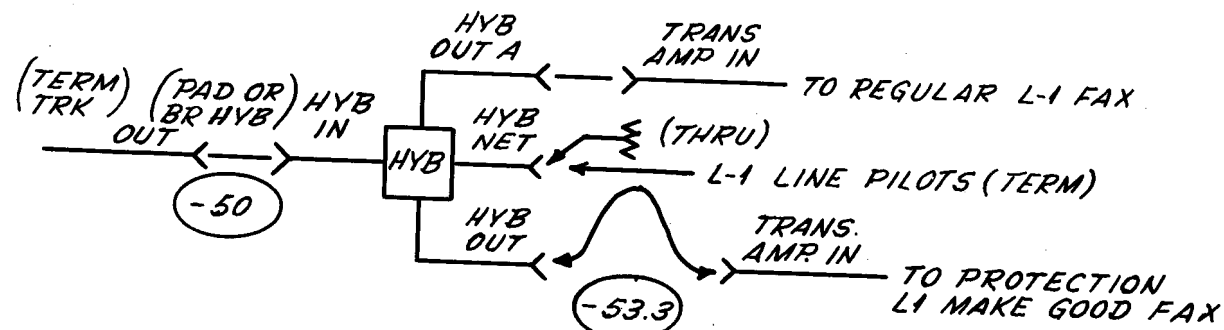 HYB
OUT A
TRANS
AMP IN
TO REGULAR L-1 FAX
(TERM
TRK)
OUT
(PAD OR
BR HYB)
HYB
IN
HYB
HYB
NET
(THRU)
L-1 LINE PILOTS (TERM)
-50
HYB
OUT
TRANS.
AMP. IN
-53.3
TO PROTECTION
L1 MAKE GOOD FAX